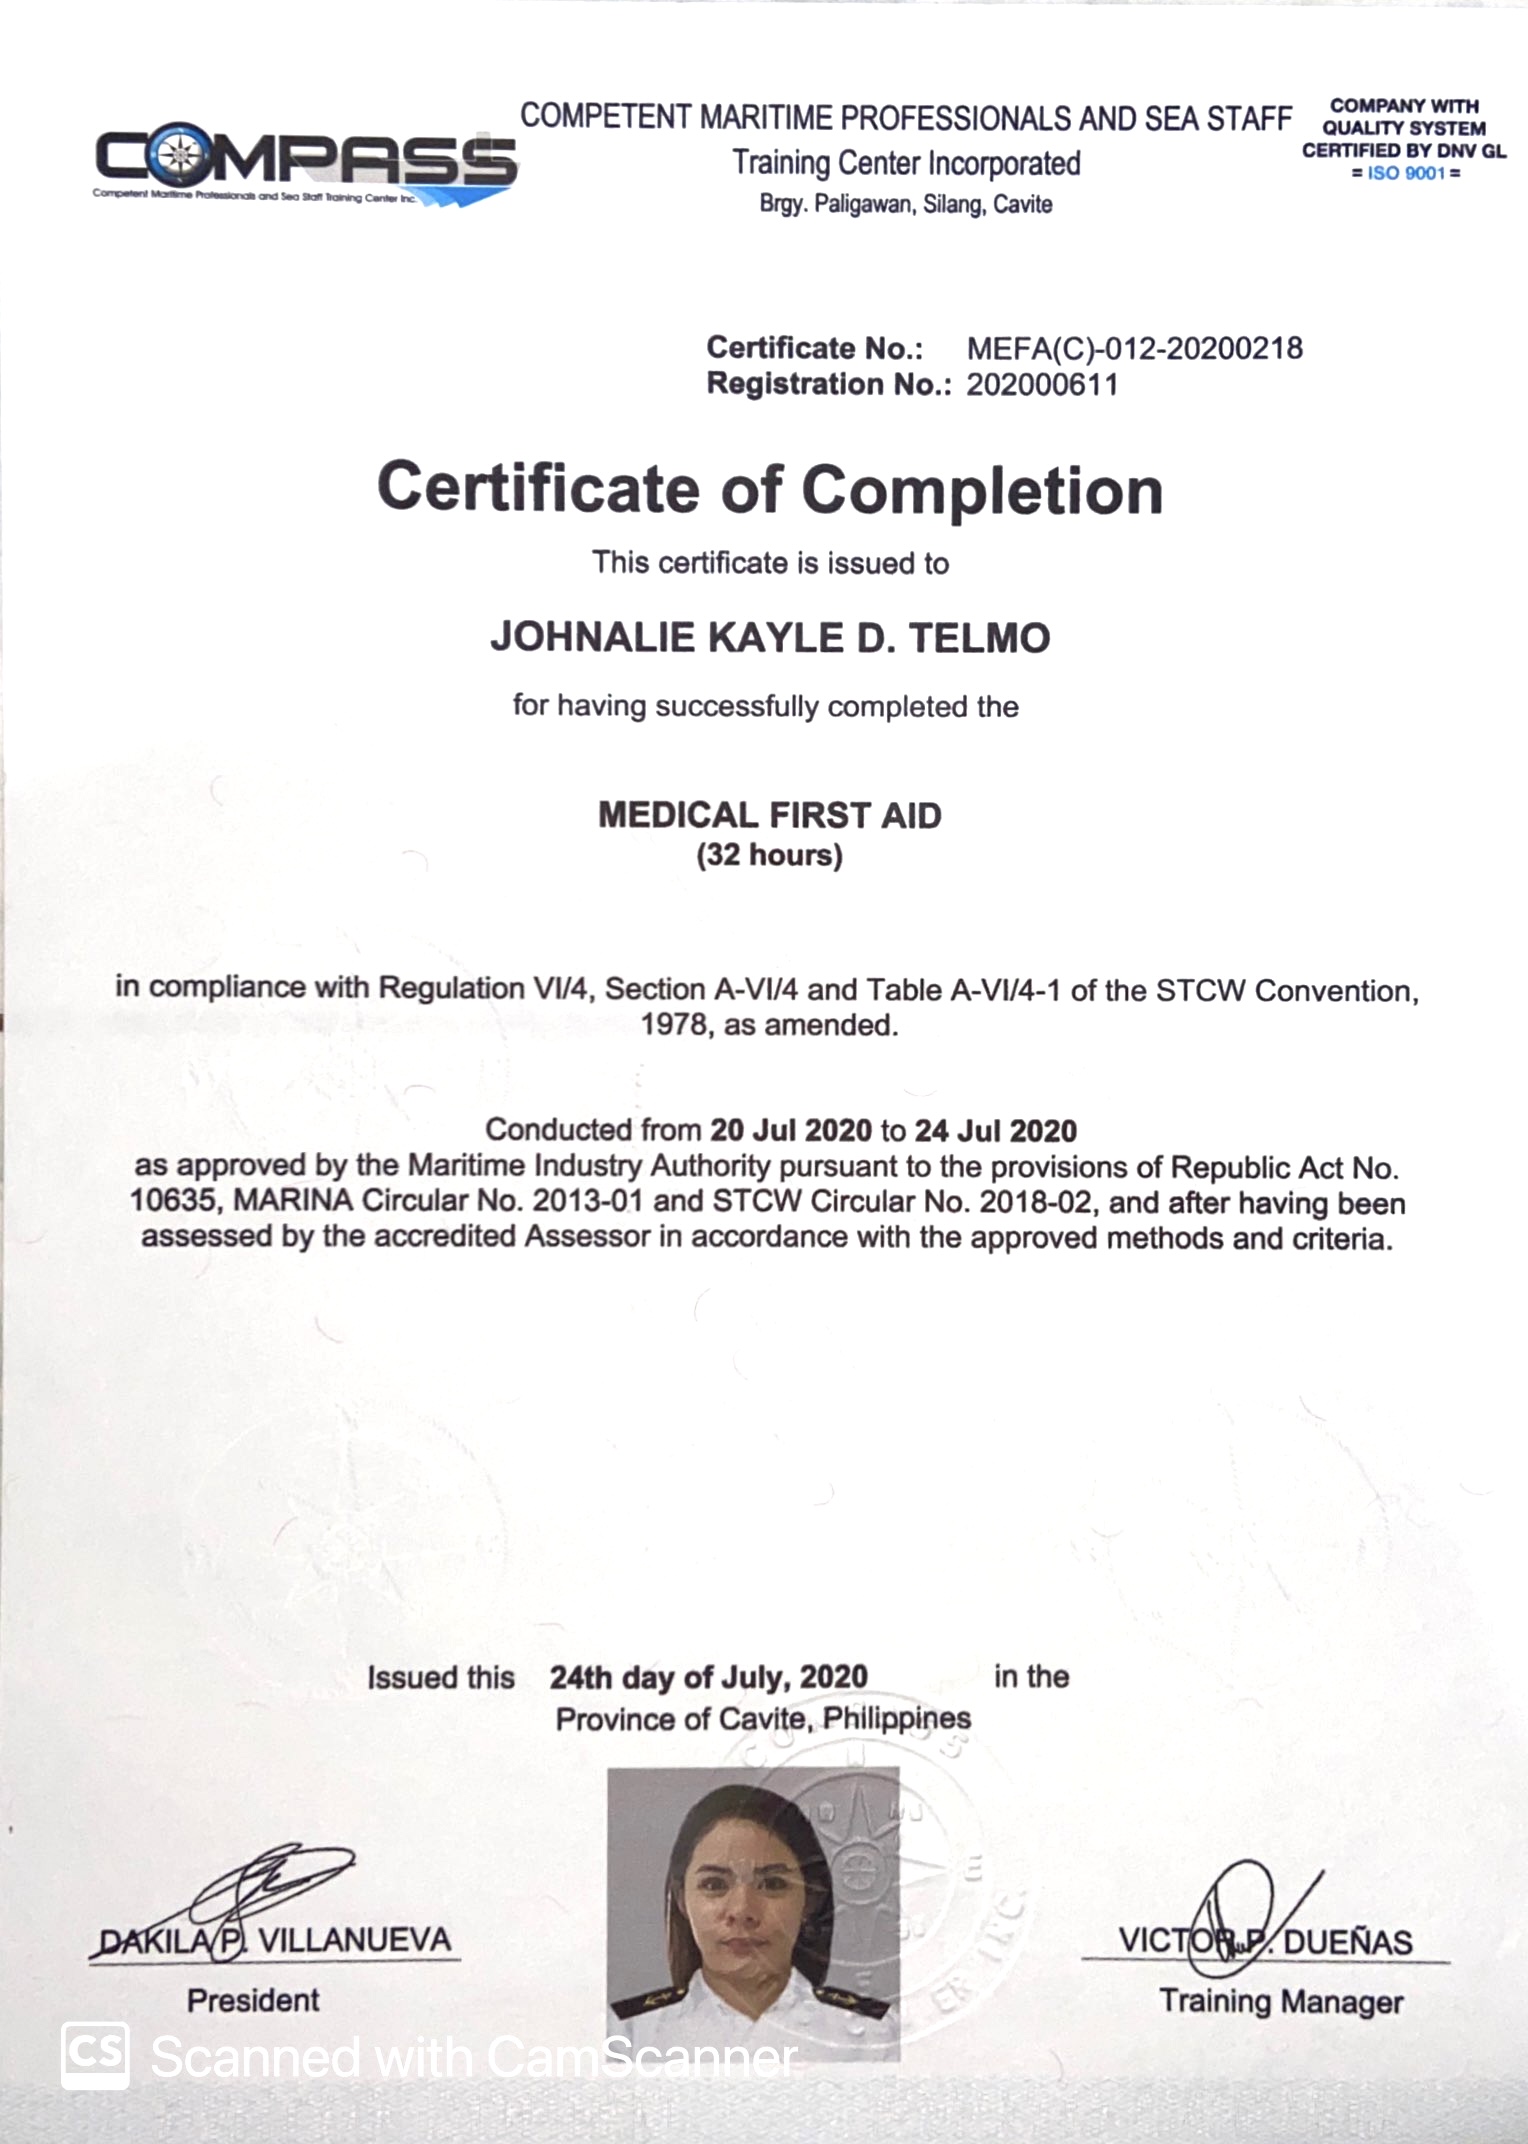 COMPASS
Competent Maritime Professionals and Sea Staff Training Center Inc.
COMPETENT MARITIME PROFESSIONALS AND SEA STAFF
Training Center Incorporated
Brgy. Paligawan, Silang, Cavite
COMPANY WITH
QUALITY SYSTEM
CERTIFIED BY DNV GL
= ISO 9001 =
Certificate No.: MEFA(C)-012-20200218
Registration No.: 202000611
Certificate of Completion
This certificate is issued to
JOHNALIE KAYLE D. TELMO
for having successfully completed the
MEDICAL FIRST AID
(32 hours)
in compliance with Regulation VI/4, Section A-VI/4 and Table A-VI/4-1 of the STCW Convention,
1978, as amended.
Conducted from 20 Jul 2020 to 24 Jul 2020
as approved by the Maritime Industry Authority pursuant to the provisions of Republic Act No.
10635, MARINA Circular No. 2013-01 and STCW Circular No. 2018-02, and after having been
assessed by the accredited Assessor in accordance with the approved methods and criteria.
Issued this 24th day of July, 2020 in the
Province of Cavite, Philippines
DAKILA P. VILLANUEVA
President
VICTOR P. DUEÑAS
Training Manager
CS Scanned with CamScanner